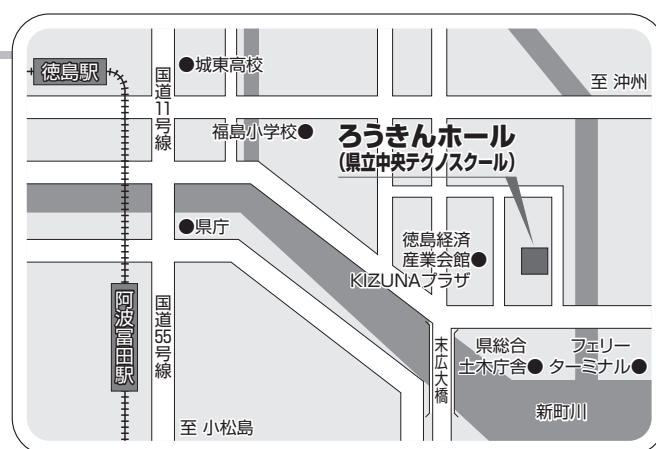 徳島駅
国道11号線
●城東高校
至 沖州
福島小学校●
ろうきんホール
(県立中央テクノスクール)
●県庁
徳島経済
産業会館●
KIZUNAプラザ
阿波富田駅
国道55号線
末広大橋
県総合
土木庁舎●
フェリー
ターミナル●
新町川
至 小松島